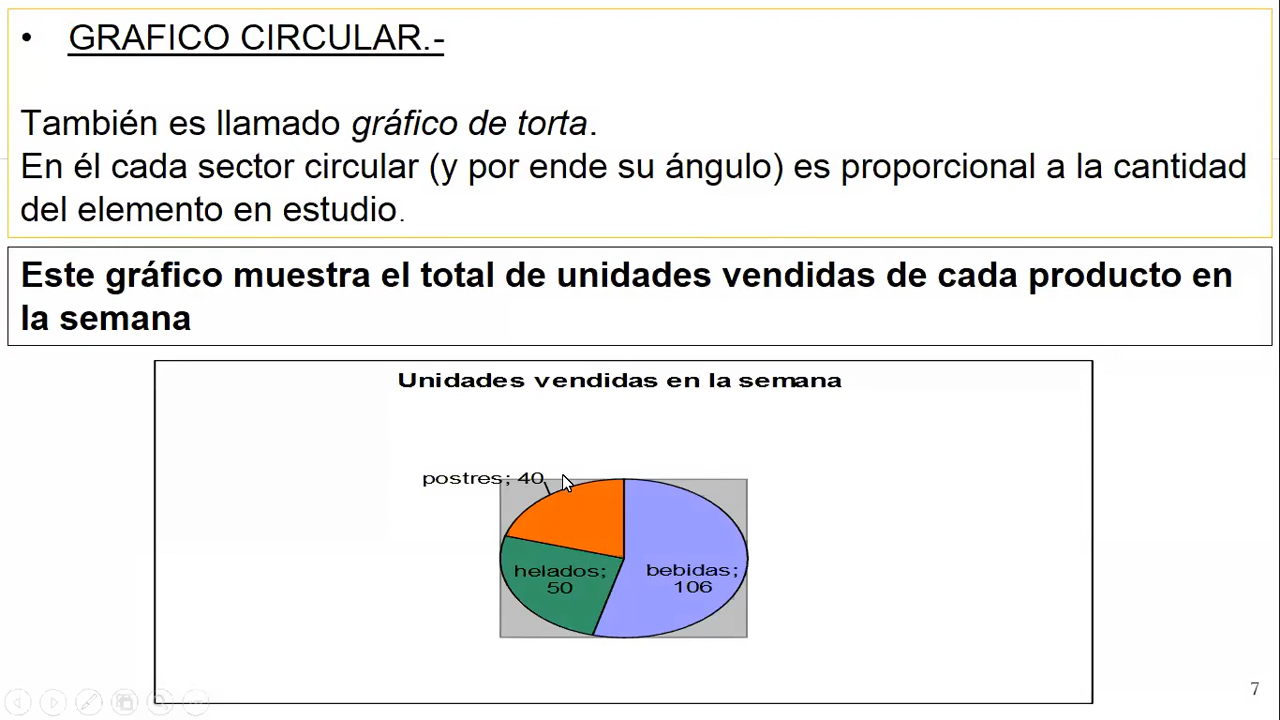 • GRAFICO CIRCULAR.-
También es llamado gráfico de torta.
En él cada sector circular (y por ende su ángulo) es proporcional a la cantidad
del elemento en estudio.
Este gráfico muestra el total de unidades vendidas de cada producto en
la semana
Unidades vendidas en la semana
postres; 40
helados;
50
bebidas;
106
7